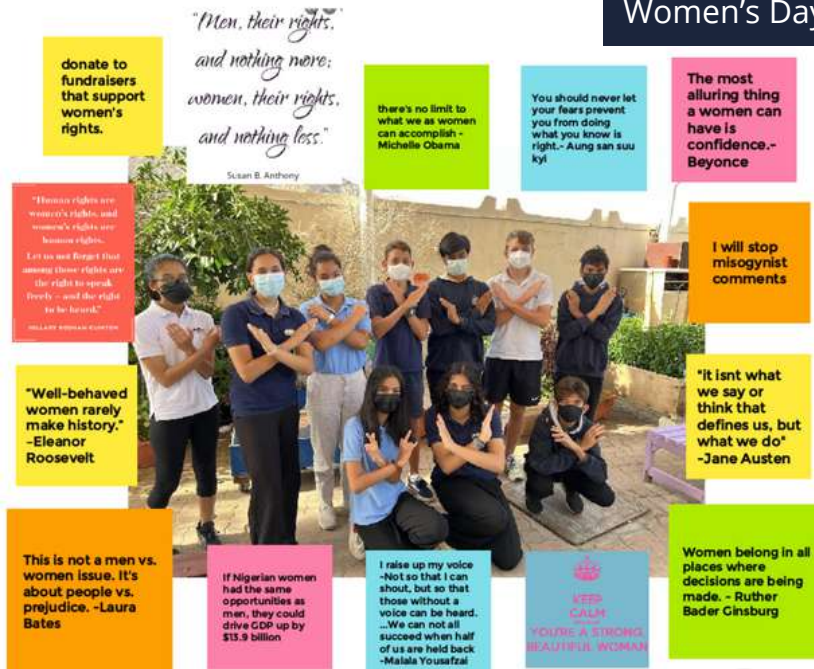 Women's Day
donate to
fundraisers
that support
women's
rights.
"Men, their rights,
and nothing more;
women, their rights,
and nothing less."
Susan B. Anthony
there's no limit to
what we as women
can accomplish -
Michelle Obama
You should never let
your fears prevent
you from doing
what you know is
right.- Aung san suu
kyi
The most
alluring thing
a women can
have is
confidence.-
Beyonce
"Human rights are
women's rights, and
women's rights are
human rights.
Let us not forget that
among those rights are
the right to speak
freely – and the right
to be heard."
HILLARY RODHAM CLINTON
I will stop
misogynist
comments
"Well-behaved
women rarely
make history."
-Eleanor
Roosevelt
"it isnt what
we say or
think that
defines us, but
what we do"
-Jane Austen
This is not a men vs.
women issue. It's
about people vs.
prejudice. -Laura
Bates
If Nigerian women
had the same
opportunities as
men, they could
drive GDP up by
$13.9 billion
I raise up my voice
-Not so that I can
shout, but so that
those without a
voice can be heard.
...We can not all
succeed when half
of us are held back
-Malala Yousafzai
KEEP
CALM
YOU'RE A STRONG,
BEAUTIFUL WOMAN
Women belong in all
places where
decisions are being
made. - Ruther
Bader Ginsburg